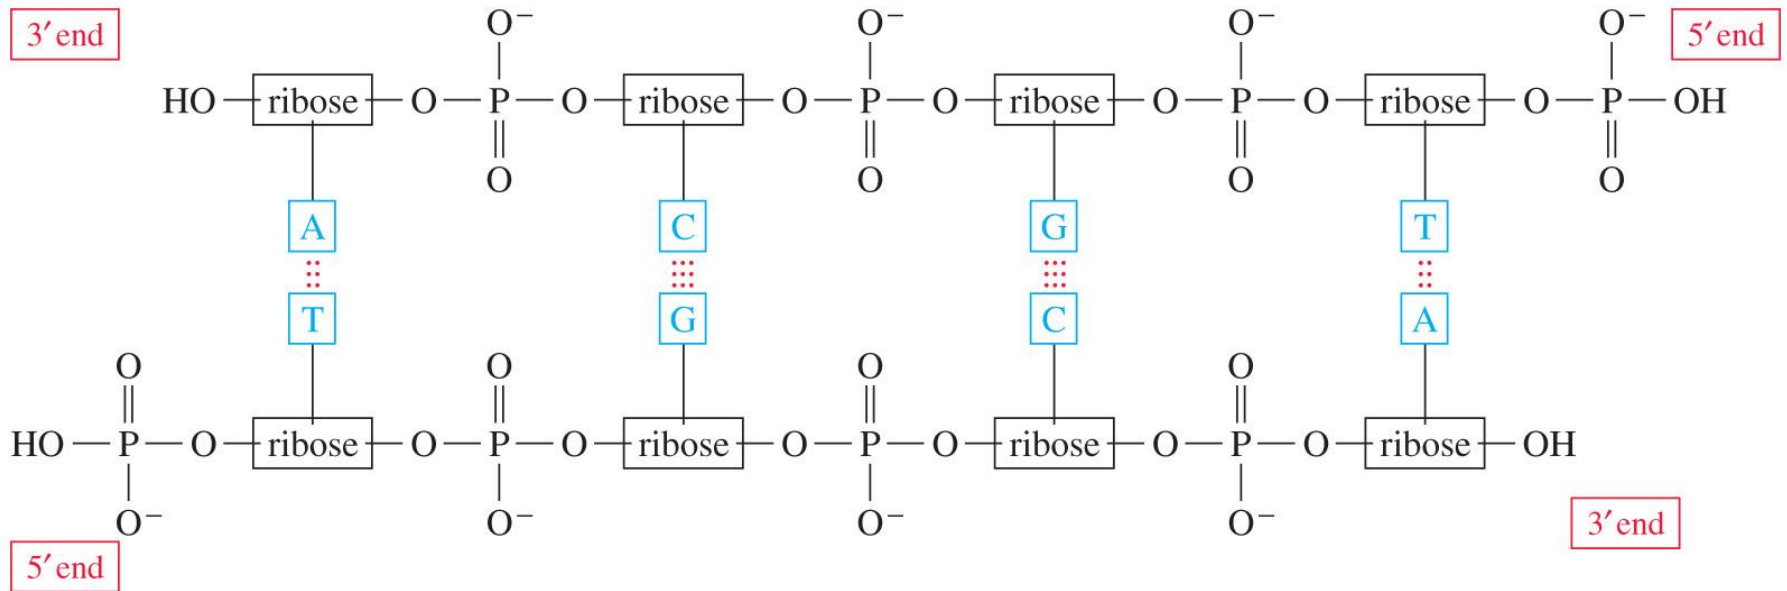 O⁻ O⁻ O⁻ O⁻
3′ end 5′ end
HO — ribose — O — P — O — ribose — O — P — O — ribose — O — P — O — ribose — O — P — OH
O O O O
A C G T
T G C A
O O O O
HO — P — O — ribose — O — P — O — ribose — O — P — O — ribose — O — P — O — ribose — OH
O⁻ O⁻ O⁻ O⁻
3′ end
5′ end